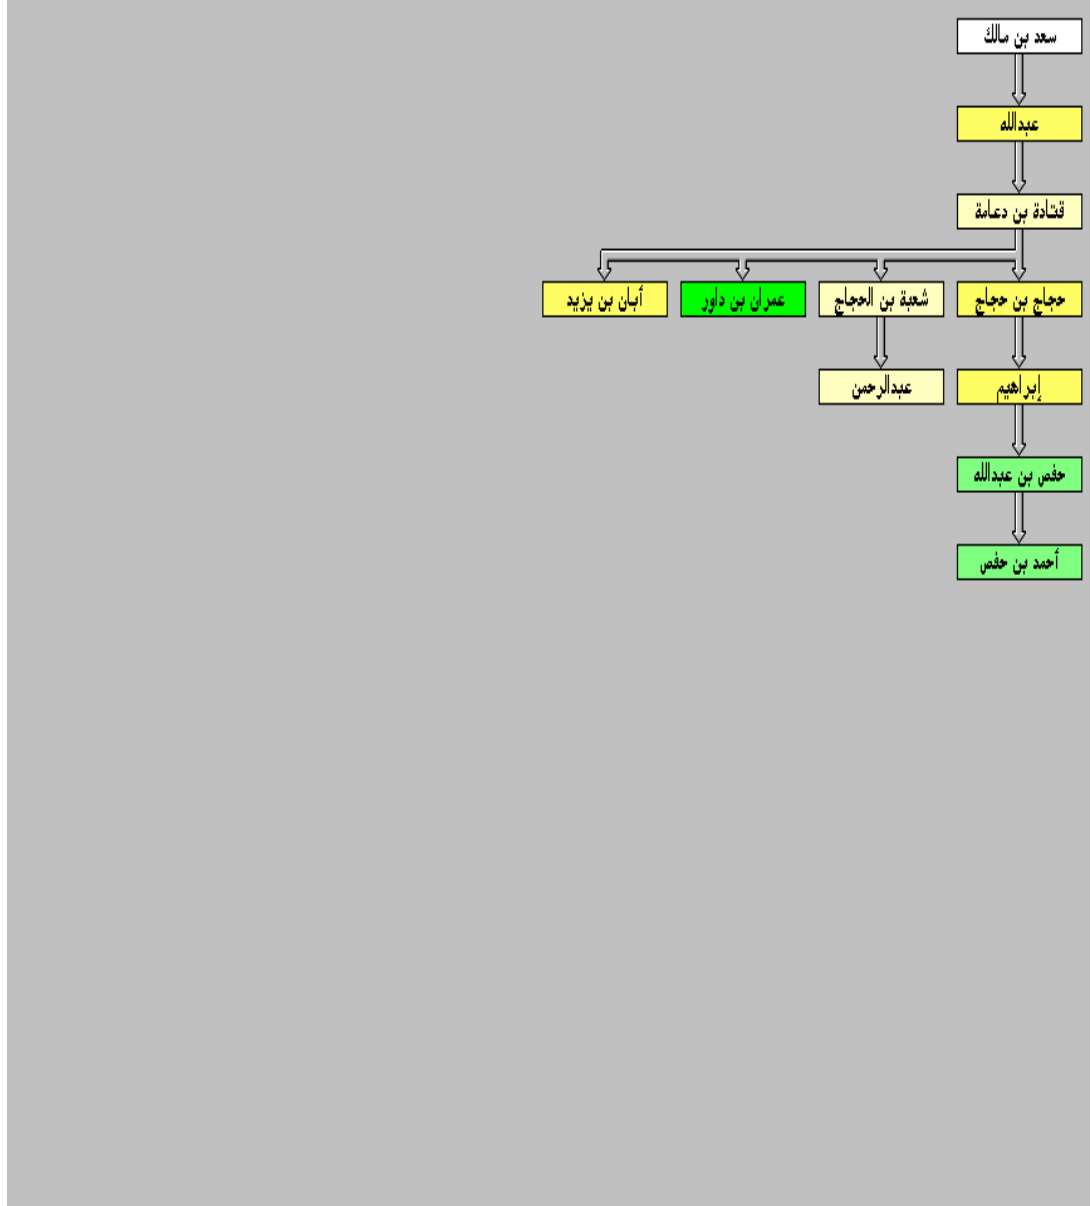 سعد بن مالك
عبدالله
قتادة بن دعامة
حجاج بن حجاج
شعبة بن الحجاج
عمران بن داور
أبان بن يزيد
إبراهيم
عبدالرحمن
حفص بن عبدالله
أحمد بن حفص